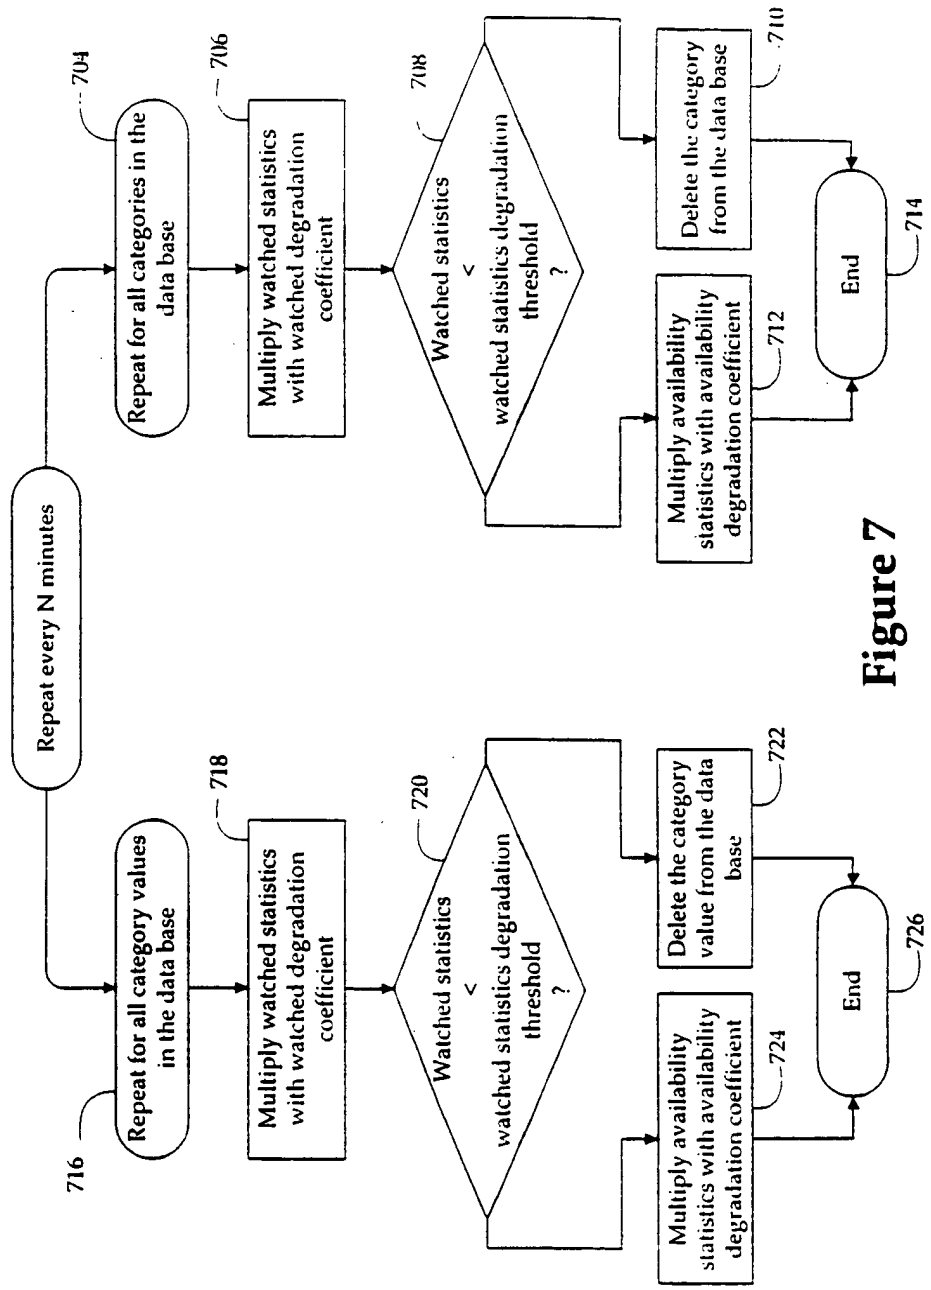 Repeat every N minutes
716
Repeat for all category values
in the data base
718
Multiply watched statistics
with watched degradation
coefficient
720
Watched statistics
<
watched statistics degradation
threshold
?
Multiply availability
statistics with availability
degradation coefficient
724
Delete the category
value from the data
base
722
End
726
704
Repeat for all categories in the
data base
706
Multiply watched statistics
with watched degradation
coefficient
708
Watched statistics
<
watched statistics degradation
threshold
?
Multiply availability
statistics with availability
degradation coefficient
712
Delete the category
from the data base
710
End
714
Figure 7